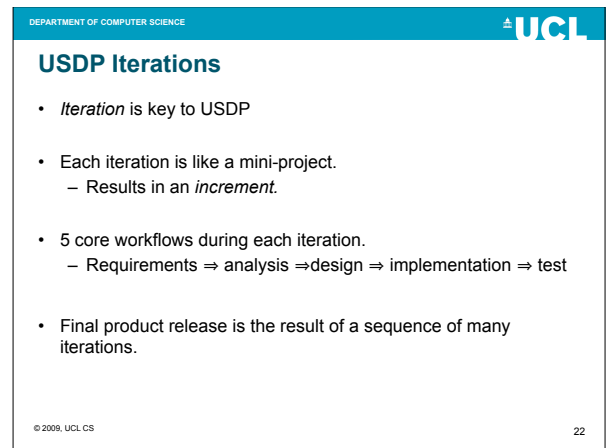 DEPARTMENT OF COMPUTER SCIENCE
UCL
USDP Iterations
• Iteration is key to USDP
• Each iteration is like a mini-project.
– Results in an increment.
• 5 core workflows during each iteration.
– Requirements ⇒ analysis ⇒design ⇒ implementation ⇒ test
• Final product release is the result of a sequence of many
iterations.
© 2009, UCL CS
22